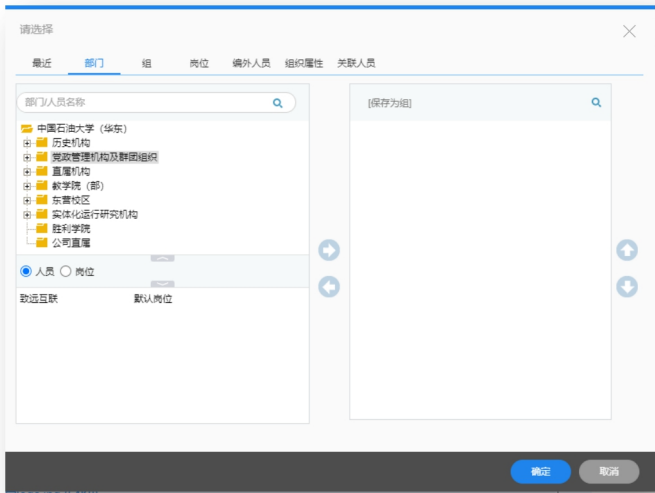 请选择
最近 部门 组 岗位 编外人员 组织属性 关联人员
部门/人员名称
[保存为组]
中国石油大学（华东）
历史机构
党政管理机构及群团组织
直属机构
教学院（部）
东营校区
实体化运行研究机构
胜利学院
公司直属
人员 岗位
致远互联 默认岗位
确定 取消